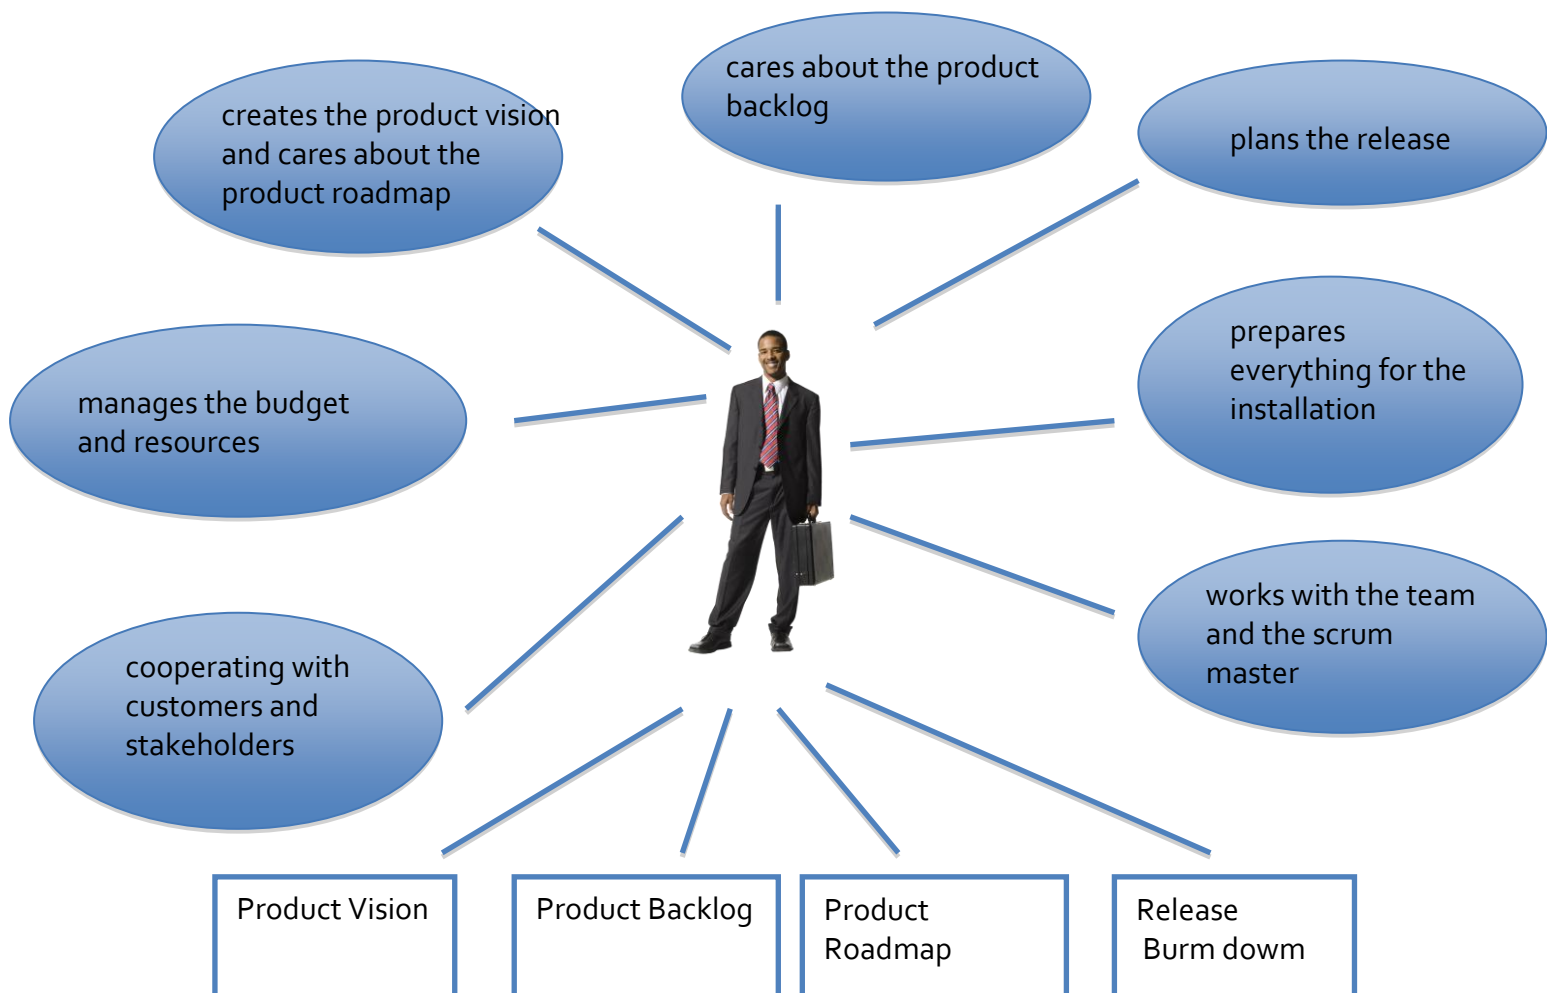 creates the product vision
and cares about the
product roadmap
cares about the product
backlog
plans the release
manages the budget
and resources
prepares
everything for the
installation
cooperating with
customers and
stakeholders
works with the team
and the scrum
master
Product Vision
Product Backlog
Product
Roadmap
Release
Burm dowm